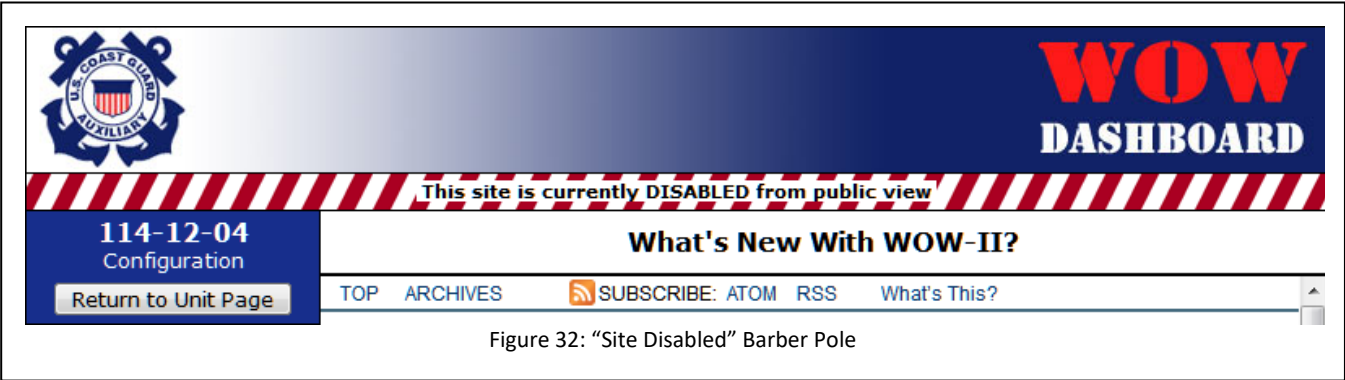 U.S. COAST GUARD
AUXILIARY
WOW
DASHBOARD
This site is currently DISABLED from public view
114-12-04
Configuration
Return to Unit Page
What's New With WOW-II?
TOP ARCHIVES SUBSCRIBE: ATOM RSS What's This?
Figure 32: “Site Disabled” Barber Pole